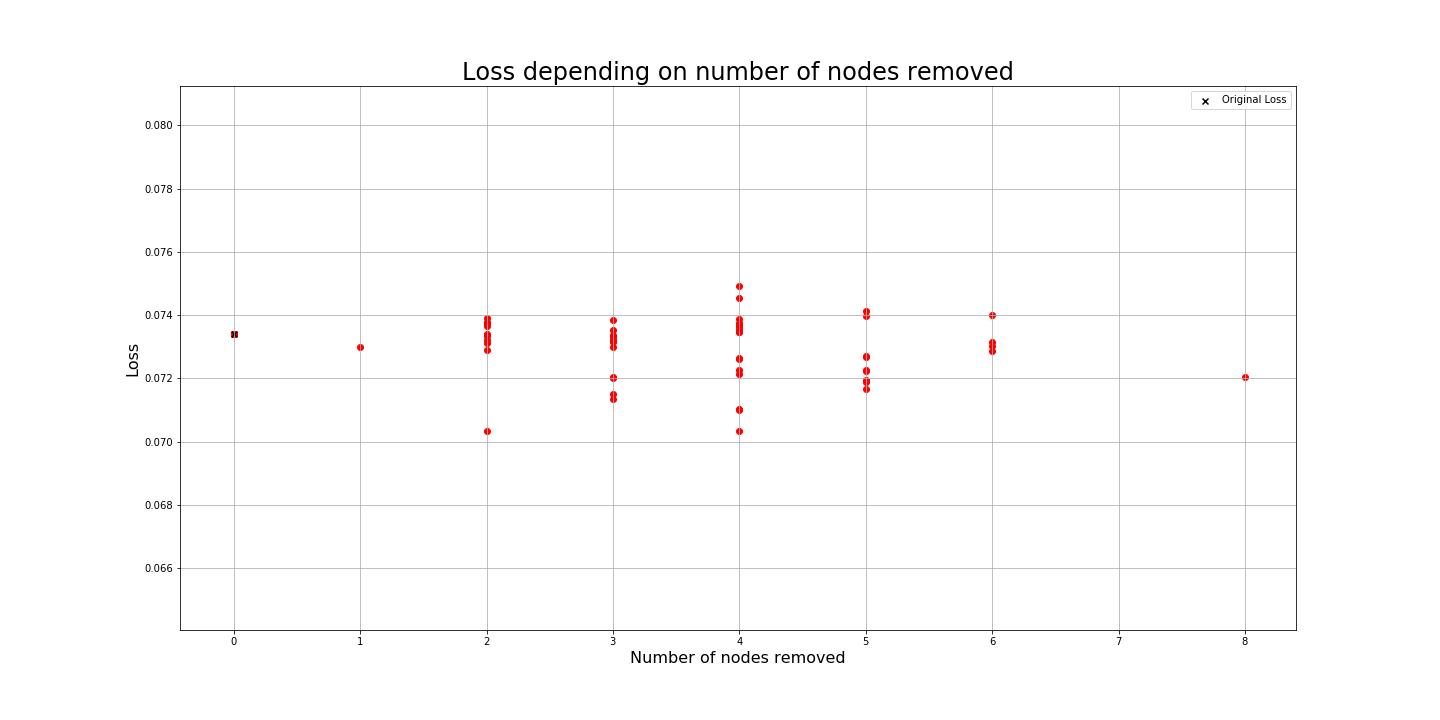 Loss depending on number of nodes removed
Original Loss
0.080
0.078
0.076
0.074
0.072
0.070
0.068
0.066
Loss
0 1 2 3 4 5 6 7 8
Number of nodes removed